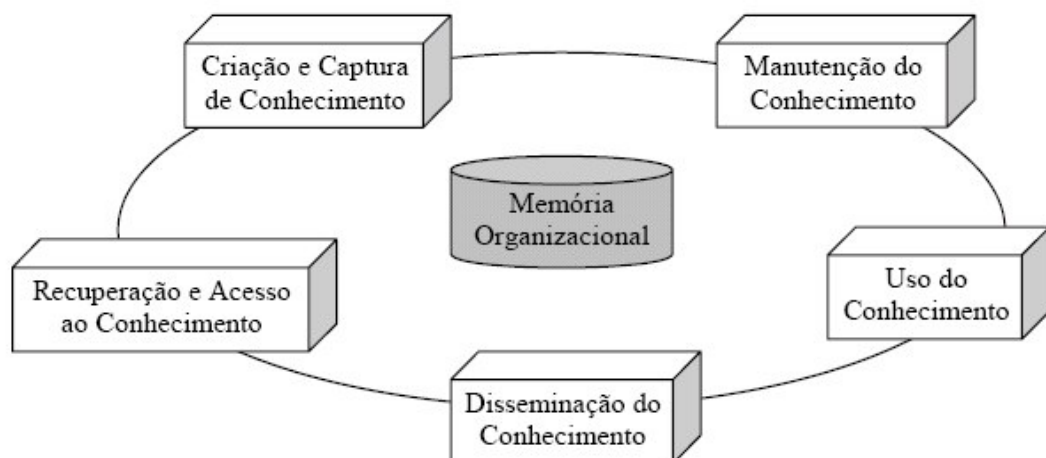 Criação e Captura
de Conhecimento
Manutenção do
Conhecimento
Memória
Organizacional
Recuperação e Acesso
ao Conhecimento
Uso do
Conhecimento
Disseminação do
Conhecimento